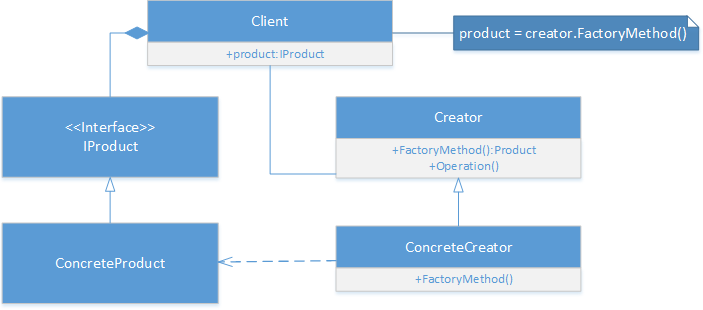 Client
+product:IProduct
product = creator.FactoryMethod()
<<Interface>>
IProduct
Creator
+FactoryMethod():Product
+Operation()
ConcreteProduct
ConcreteCreator
+FactoryMethod()